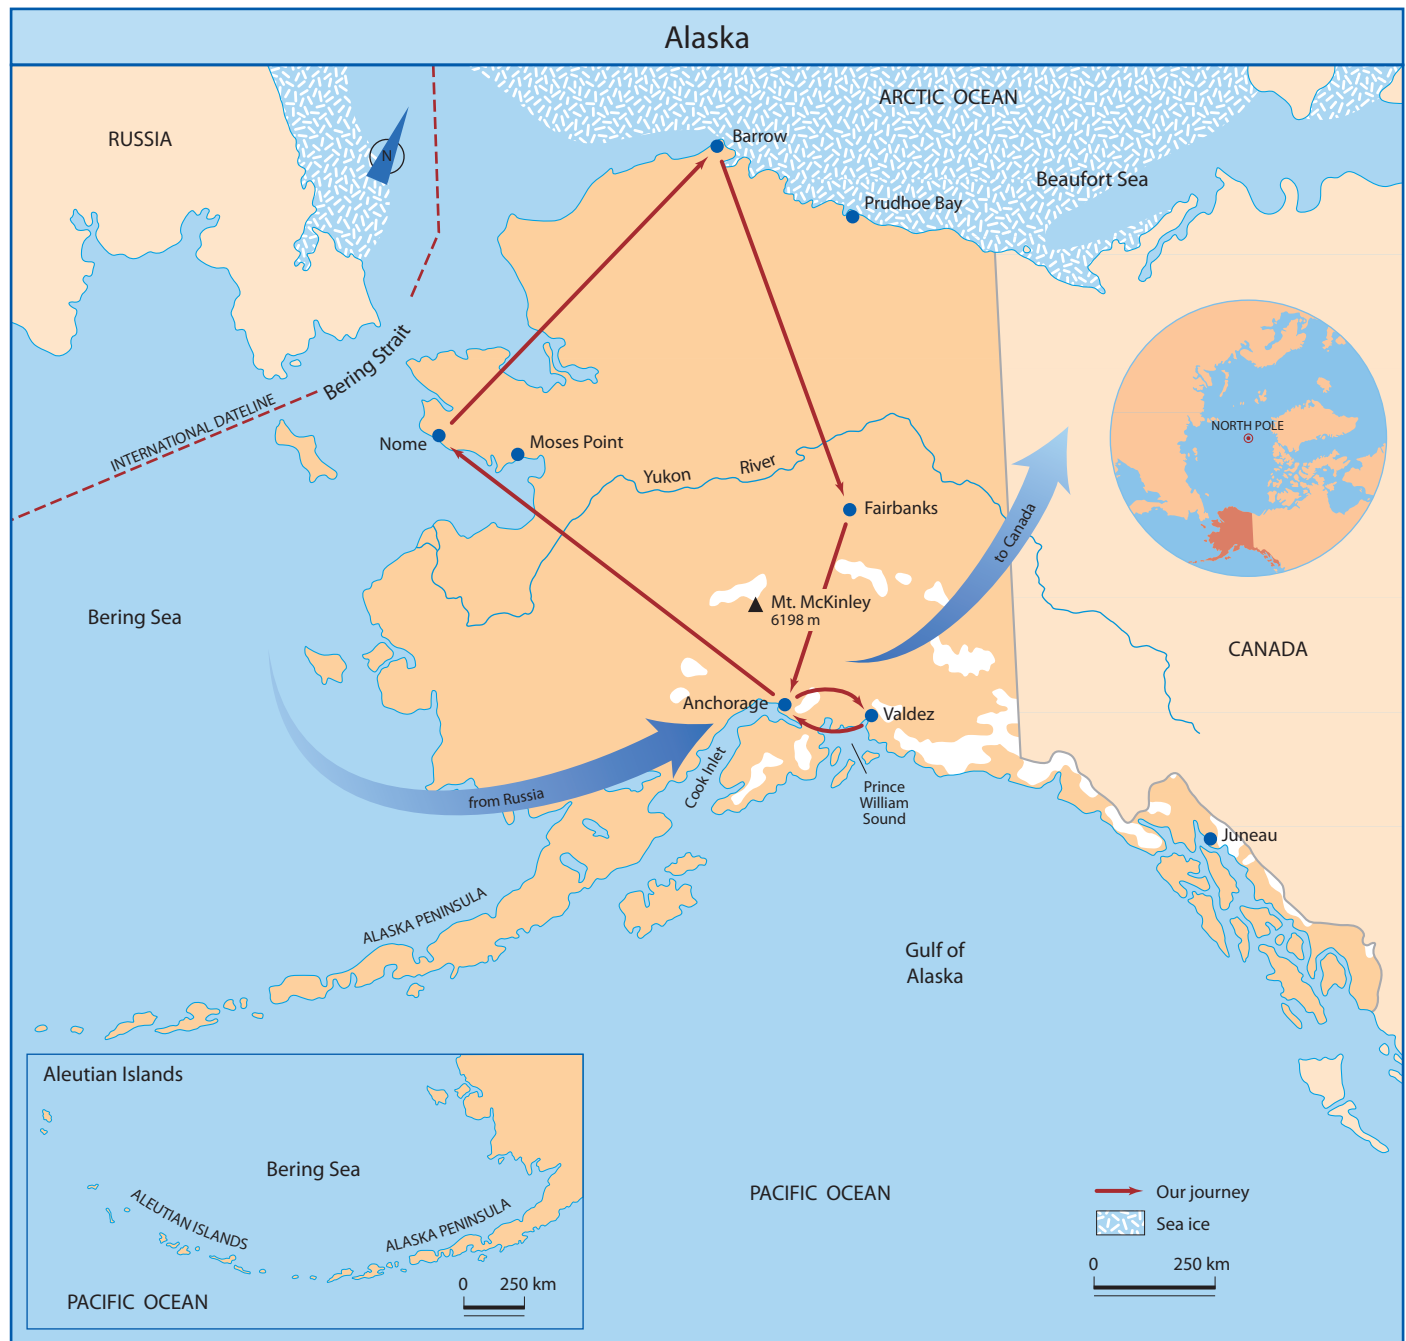 Alaska
ARCTIC OCEAN
RUSSIA
Barrow
N
Beaufort Sea
Prudhoe Bay
Bering Strait
INTERNATIONAL DATELINE
NORTH POLE
Nome
Moses Point
Yukon
River
Fairbanks
to Canada
Mt. McKinley
6198 m
Bering Sea
CANADA
Anchorage
Valdez
Cook Inlet
from Russia
Prince
William
Sound
Juneau
ALASKA PENINSULA
Gulf of
Alaska
Aleutian Islands
Bering Sea
ALEUTIAN ISLANDS
ALASKA PENINSULA
0 250 km
PACIFIC OCEAN
PACIFIC OCEAN
Our journey
Sea ice
0 250 km